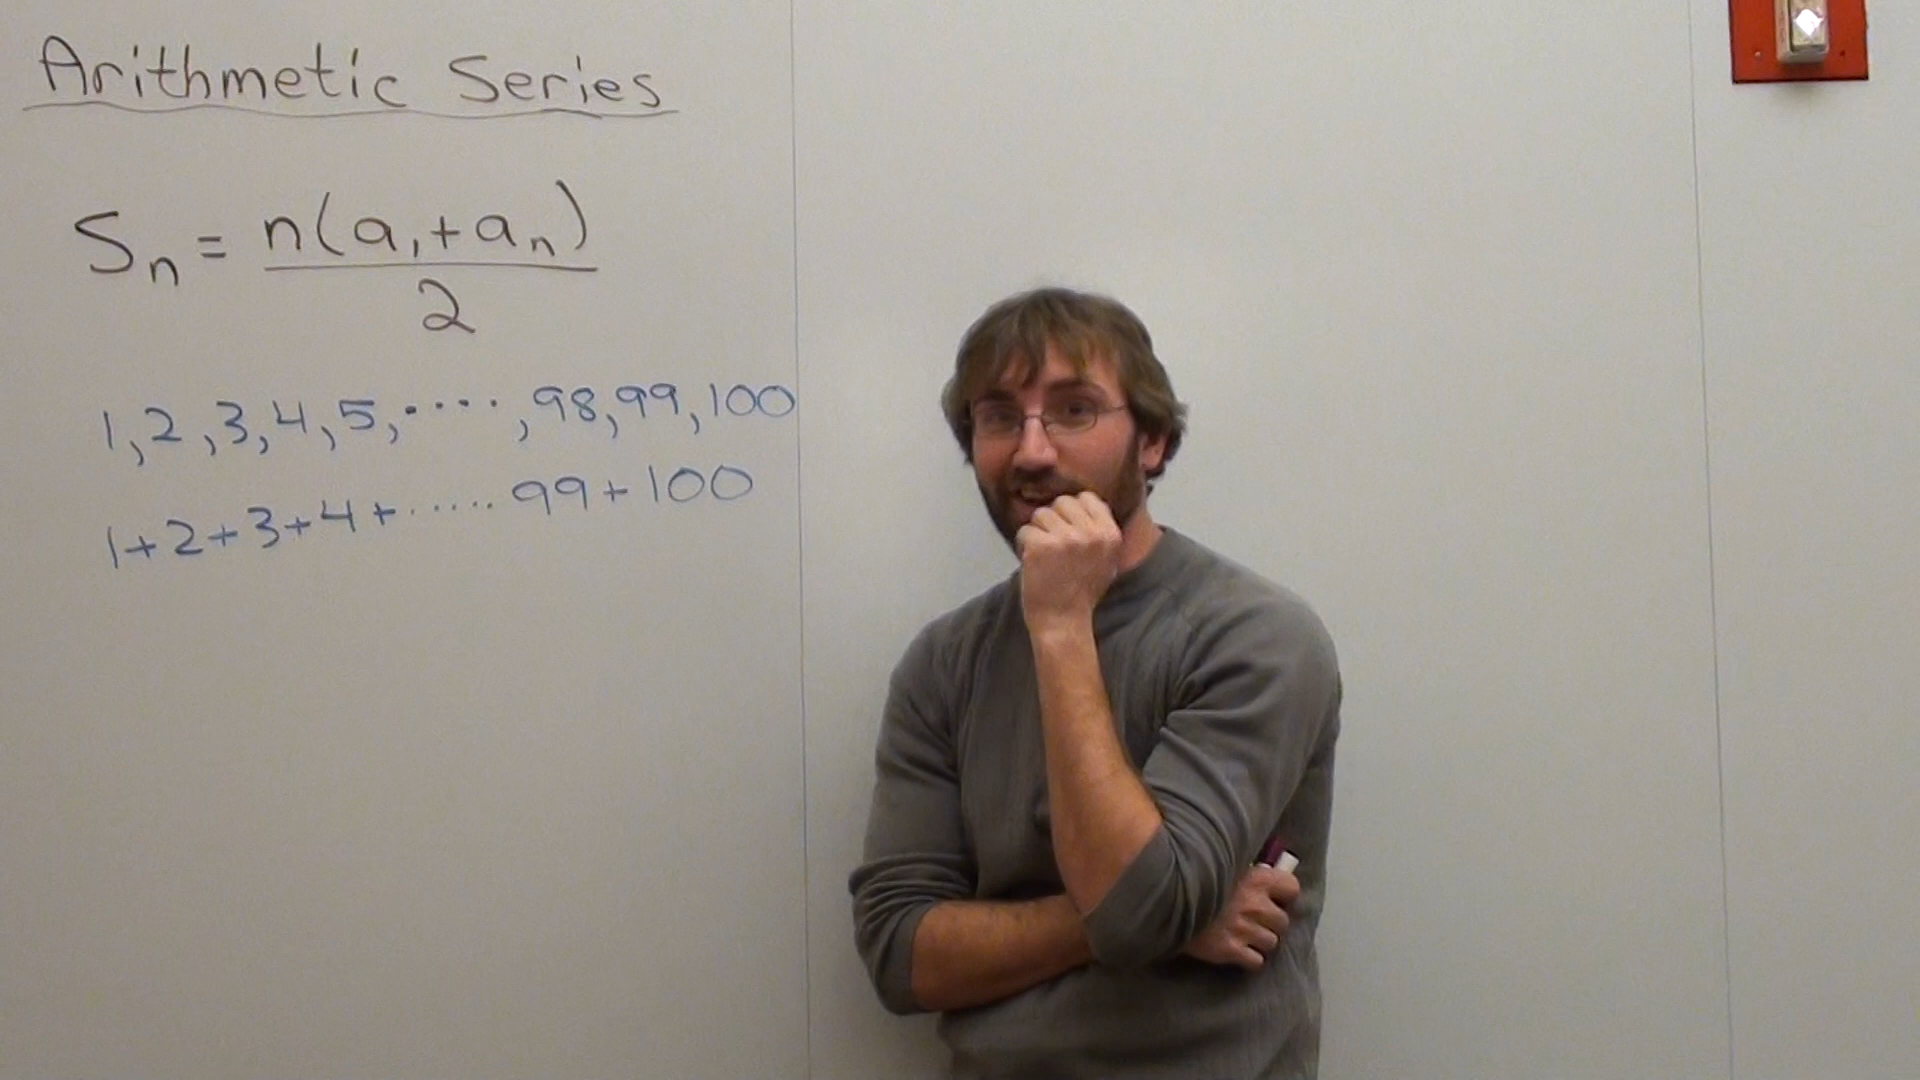 Arithmetic Series
Sn = n(a1+an)
2
1,2,3,4,5,....,98,99,100
1+2+3+4+......99+100